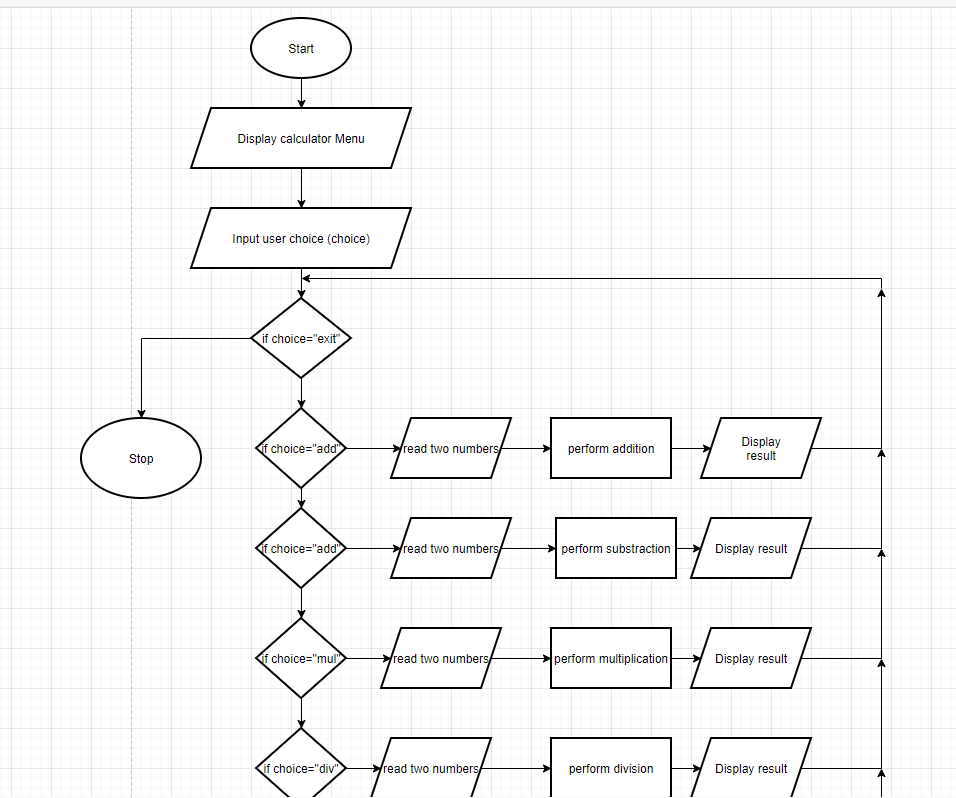 Start
Display calculator Menu
Input user choice (choice)
if choice="exit"
Stop
if choice="add"
read two numbers
perform addition
Display
result
if choice="add"
read two numbers
perform substraction
Display result
if choice="mul"
read two numbers
perform multiplication
Display result
if choice="div"
read two numbers
perform division
Display result